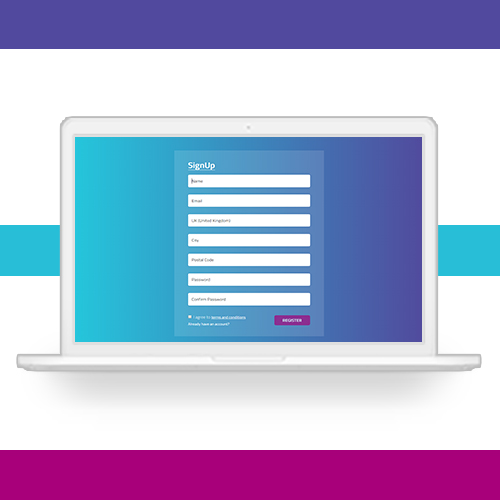 SignUp
Name
Email
UK (United Kingdom)
City
Postal Code
Password
Confirm Password
I agree to terms and conditions
REGISTER
Already have an account?